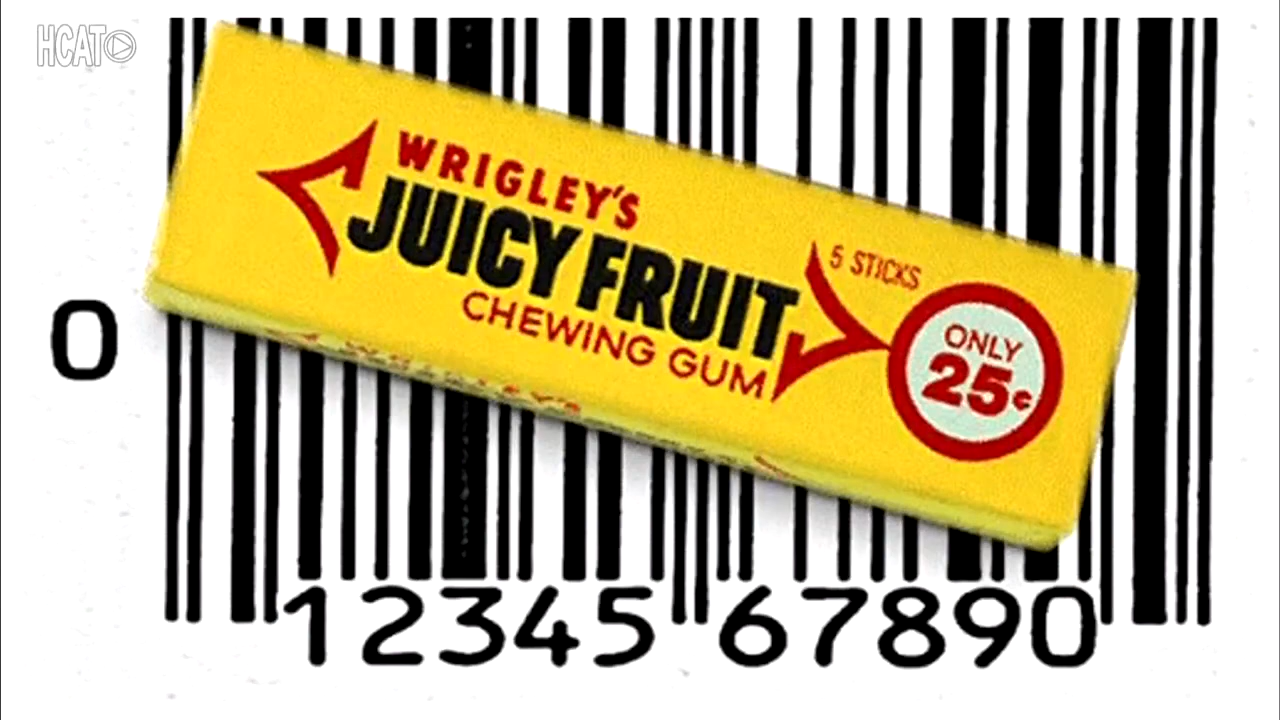 HCAT
WRIGLEY'S
JUICY FRUIT
CHEWING GUM
5 STICKS
ONLY
25¢
0
12345 67890